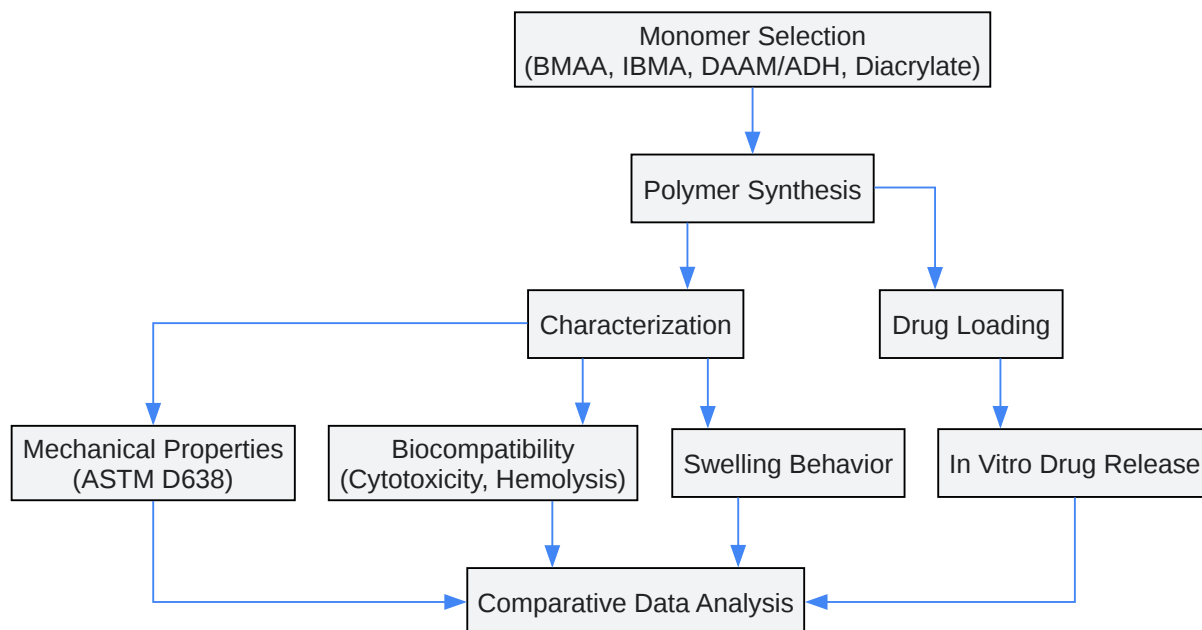 Monomer Selection
(BMAA, IBMA, DAAM/ADH, Diacrylate)
Polymer Synthesis
Characterization
Drug Loading
Mechanical Properties
(ASTM D638)
Biocompatibility
(Cytotoxicity, Hemolysis)
Swelling Behavior
In Vitro Drug Release
Comparative Data Analysis